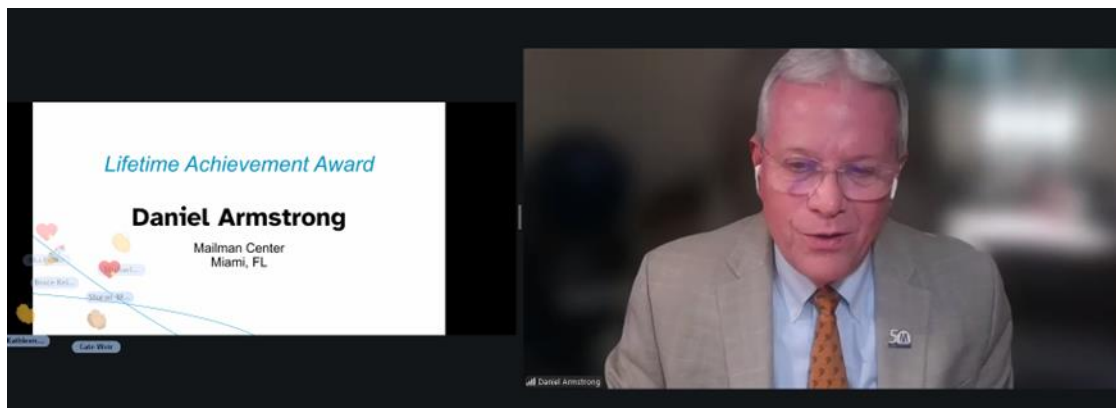 Lifetime Achievement Award
Daniel Armstrong
Mailman Center
Miami, FL
Cate Weir
Daniel Armstrong